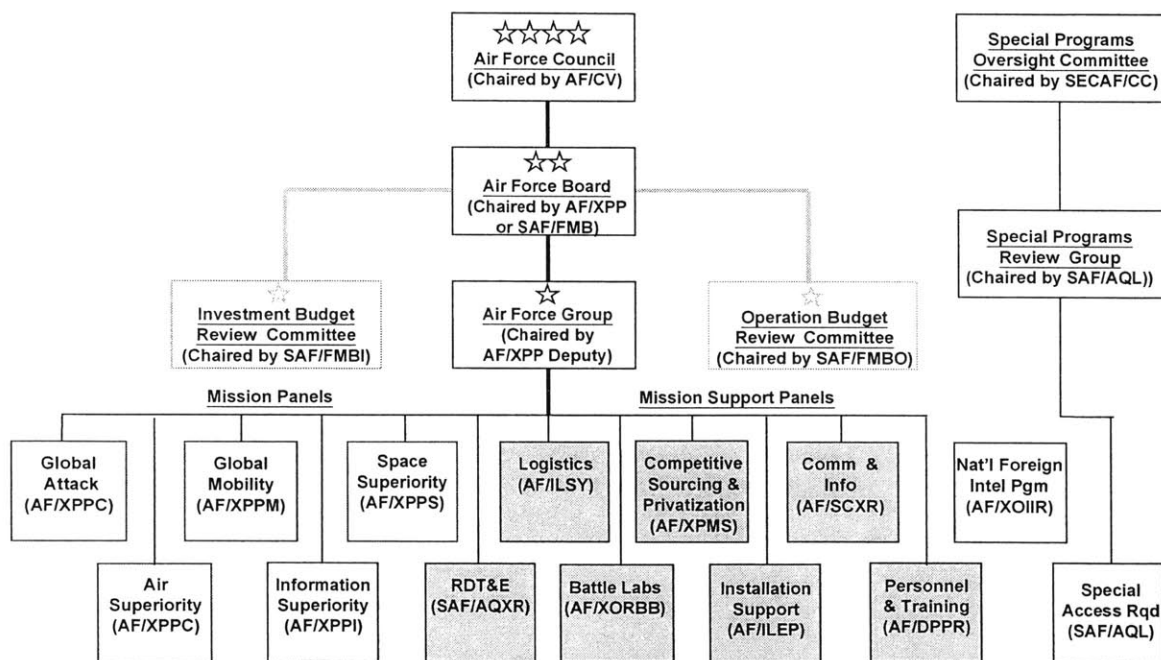 Air Force Council
(Chaired by AF/CV)
Special Programs
Oversight Committee
(Chaired by SECAF/CC)
Air Force Board
(Chaired by AF/XPP
or SAF/FMB)
Special Programs
Review Group
(Chaired by SAF/AQL))
Investment Budget
Review Committee
(Chaired by SAF/FMBI)
Air Force Group
(Chaired by
AF/XPP Deputy)
Operation Budget
Review Committee
(Chaired by SAF/FMBO)
Mission Panels
Mission Support Panels
Global
Attack
(AF/XPPC)
Global
Mobility
(AF/XPPM)
Space
Superiority
(AF/XPPS)
Logistics
(AF/ILSY)
Competitive
Sourcing &
Privatization
(AF/XPMS)
Comm &
Info
(AF/SCXR)
Nat'l Foreign
Intel Pgm
(AF/XOIIR)
Air
Superiority
(AF/XPPC)
Information
Superiority
(AF/XPPI)
RDT&E
(SAF/AQXR)
Battle Labs
(AF/XORBB)
Installation
Support
(AF/ILEP)
Personnel
& Training
(AF/DPPR)
Special
Access Rqd
(SAF/AQL)